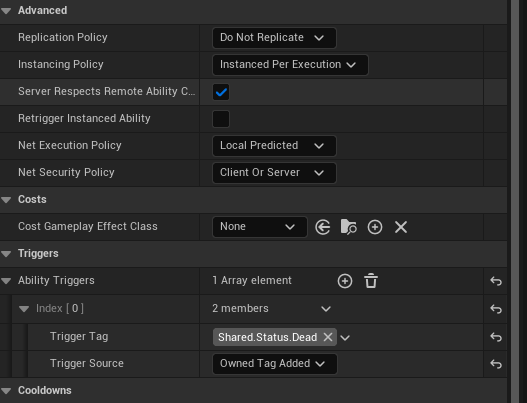 Advanced
Replication Policy Do Not Replicate
Instancing Policy Instanced Per Execution
Server Respects Remote Ability C...
Retrigger Instanced Ability
Net Execution Policy Local Predicted
Net Security Policy Client Or Server
Costs
Cost Gameplay Effect Class None
Triggers
Ability Triggers 1 Array element
Index [ 0 ] 2 members
Trigger Tag Shared.Status.Dead
Trigger Source Owned Tag Added
Cooldowns